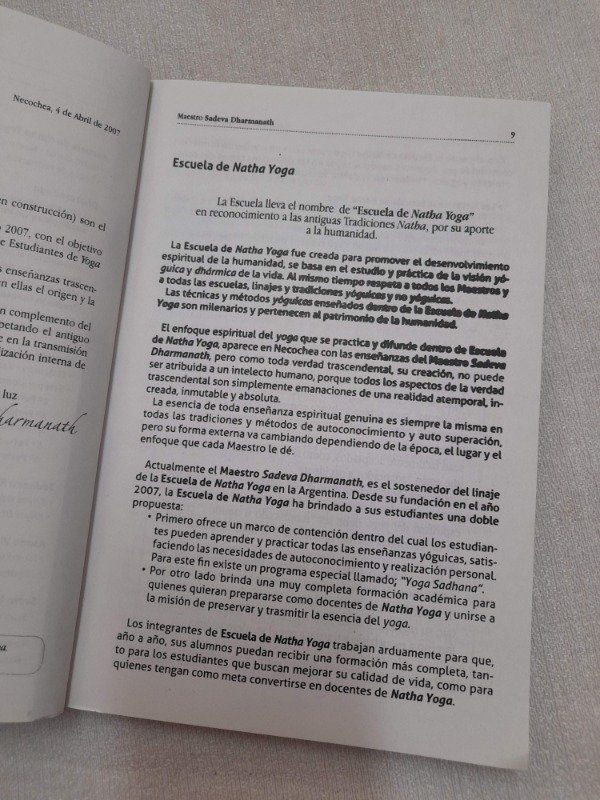 Necochea, 4 de Abril de 2007
en construcción) son el
o 2007, con el objetivo
e Estudiantes de Yoga
s enseñanzas trascen-
en ellas el origen y la
n complemento del
petando el antiguo
e en la transmisión
lización interna de
luz
harmanath
Maestro Sadeva Dharmanath
9
Escuela de Natha Yoga
La Escuela lleva el nombre de “Escuela de Natha Yoga”
en reconocimiento a las antiguas Tradiciones Natha, por su aporte
a la humanidad.
La Escuela de Natha Yoga fue creada para promover el desenvolvimiento
espiritual de la humanidad, se basa en el estudio y práctica de la visión yó-
guica y dhármica de la vida. Al mismo tiempo respeta a todos los Maestros y
a todas las escuelas, linajes y tradiciones yóguicas y no yóguicas.
Las técnicas y métodos yóguicos enseñados dentro de la Escuela de Natha
Yoga son milenarios y pertenecen al patrimonio de la humanidad.
El enfoque espiritual del yoga que se practica y difunde dentro de Escuela
de Natha Yoga, aparece en Necochea con las enseñanzas del Maestro Sadeva
Dharmanath, pero como toda verdad trascendental, su creación, no puede
ser atribuida a un intelecto humano, porque todos los aspectos de la verdad
trascendental son simplemente emanaciones de una realidad atemporal, in-
creada, inmutable y absoluta.
La esencia de toda enseñanza espiritual genuina es siempre la misma en
todas las tradiciones y métodos de autoconocimiento y auto superación,
pero su forma externa va cambiando dependiendo de la época, el lugar y el
enfoque que cada Maestro le dé.
Actualmente el Maestro Sadeva Dharmanath, es el sostenedor del linaje
de la Escuela de Natha Yoga en la Argentina. Desde su fundación en el año
2007, la Escuela de Natha Yoga ha brindado a sus estudiantes una doble
propuesta:
• Primero ofrece un marco de contención dentro del cual los estudian-
tes pueden aprender y practicar todas las enseñanzas yóguicas, satis-
faciendo las necesidades de autoconocimiento y realización personal.
Para este fin existe un programa especial llamado; “Yoga Sadhana”.
• Por otro lado brinda una muy completa formación académica para
quienes quieran prepararse como docentes de Natha Yoga y unirse a
la misión de preservar y trasmitir la esencia del yoga.
Los integrantes de Escuela de Natha Yoga trabajan arduamente para que,
año a año, sus alumnos puedan recibir una formación más completa, tan-
to para los estudiantes que buscan mejorar su calidad de vida, como para
quienes tengan como meta convertirse en docentes de Natha Yoga.